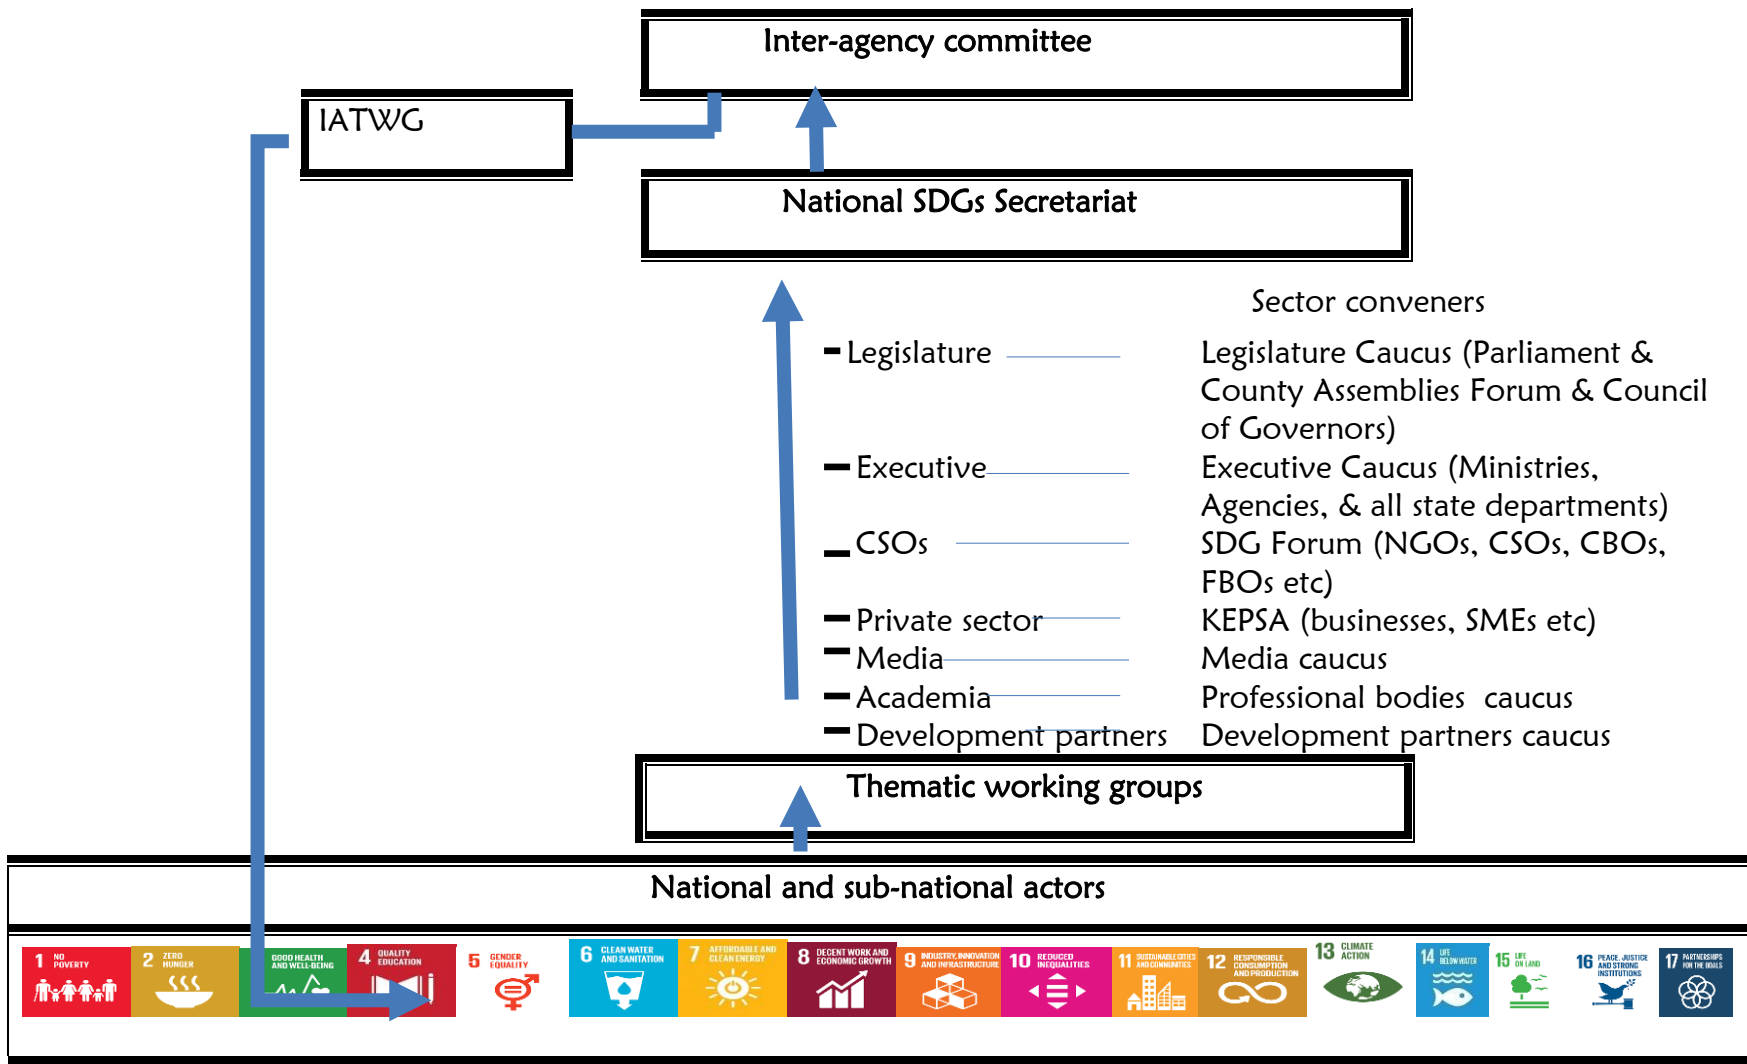 Inter-agency committee
IATWG
National SDGs Secretariat
Sector conveners
Legislature
Legislature Caucus (Parliament &
County Assemblies Forum & Council
of Governors)
Executive
Executive Caucus (Ministries,
Agencies, & all state departments)
CSOs
SDG Forum (NGOs, CSOs, CBOs,
FBOs etc)
Private sector
KEPSA (businesses, SMEs etc)
Media
Media caucus
Academia
Professional bodies caucus
Development partners
Development partners caucus
Thematic working groups
National and sub-national actors
1 NO
POVERTY
2 ZERO
HUNGER
GOOD HEALTH
AND WELL-BEING
4 QUALITY
EDUCATION
5 GENDER
EQUALITY
6 CLEAN WATER
AND SANITATION
7 AFFORDABLE AND
CLEAN ENERGY
8 DECENT WORK AND
ECONOMIC GROWTH
9 INDUSTRY, INNOVATION
AND INFRASTRUCTURE
10 REDUCED
INEQUALITIES
11 SUSTAINABLE CITIES
AND COMMUNITIES
12 RESPONSIBLE
CONSUMPTION
AND PRODUCTION
13 CLIMATE
ACTION
14 LIFE
BELOW WATER
15 LIFE
ON LAND
16 PEACE, JUSTICE
AND STRONG
INSTITUTIONS
17 PARTNERSHIPS
FOR THE GOALS